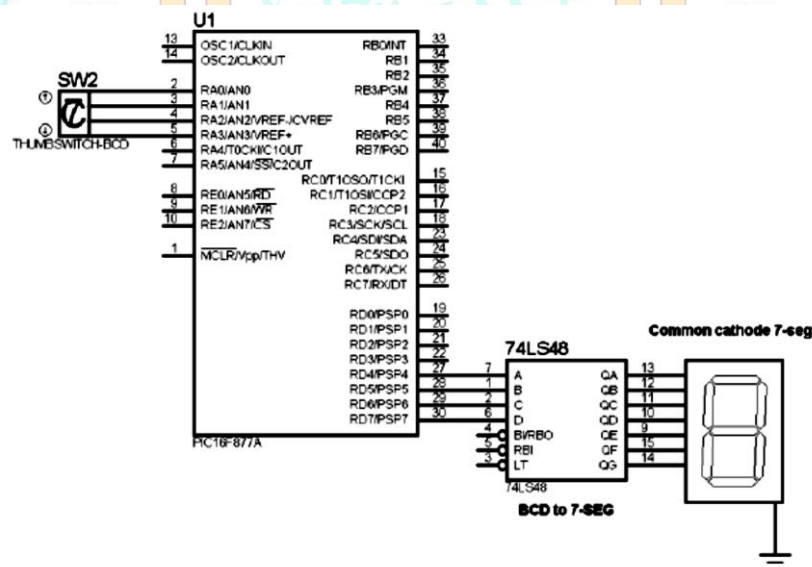 U1
13 OSC1/CLKIN RB0/INT 33
14 OSC2/CLKOUT RB1 34
RB2 35
2 RA0/AN0 RB3/PGM 36
3 RA1/AN1 RB4 37
4 RA2/AN2/VREF-/CVREF RB5 38
5 RA3/AN3/VREF+ RB6/PGC 39
6 RA4/T0CKI/C1OUT RB7/PGD 40
7 RA5/AN4/SS/C2OUT
RC0/T1OSO/T1CKI 15
8 RE0/AN5/RD RC1/T1OSI/CCP2 16
9 RE1/AN6/WR RC2/CCP1 17
10 RE2/AN7/CS RC3/SCK/SCL 18
RC4/SDI/SDA 23
1 MCLR/Vpp/THV RC5/SDO 24
RC6/TX/CK 25
RC7/RX/DT 26
RD0/PSP0 19
RD1/PSP1 20
RD2/PSP2 21
RD3/PSP3 22
RD4/PSP4 27
RD5/PSP5 28
RD6/PSP6 29
RD7/PSP7 30
PIC16F877A
SW2
THUMBSWITCH-BCD
74LS48
7 A QA 13
1 B QB 12
2 C QC 11
6 D QD 10
4 BI/RBO QE 9
5 RBI QF 15
3 LT QG 14
74LS48
BCD to 7-SEG
Common cathode 7-seg